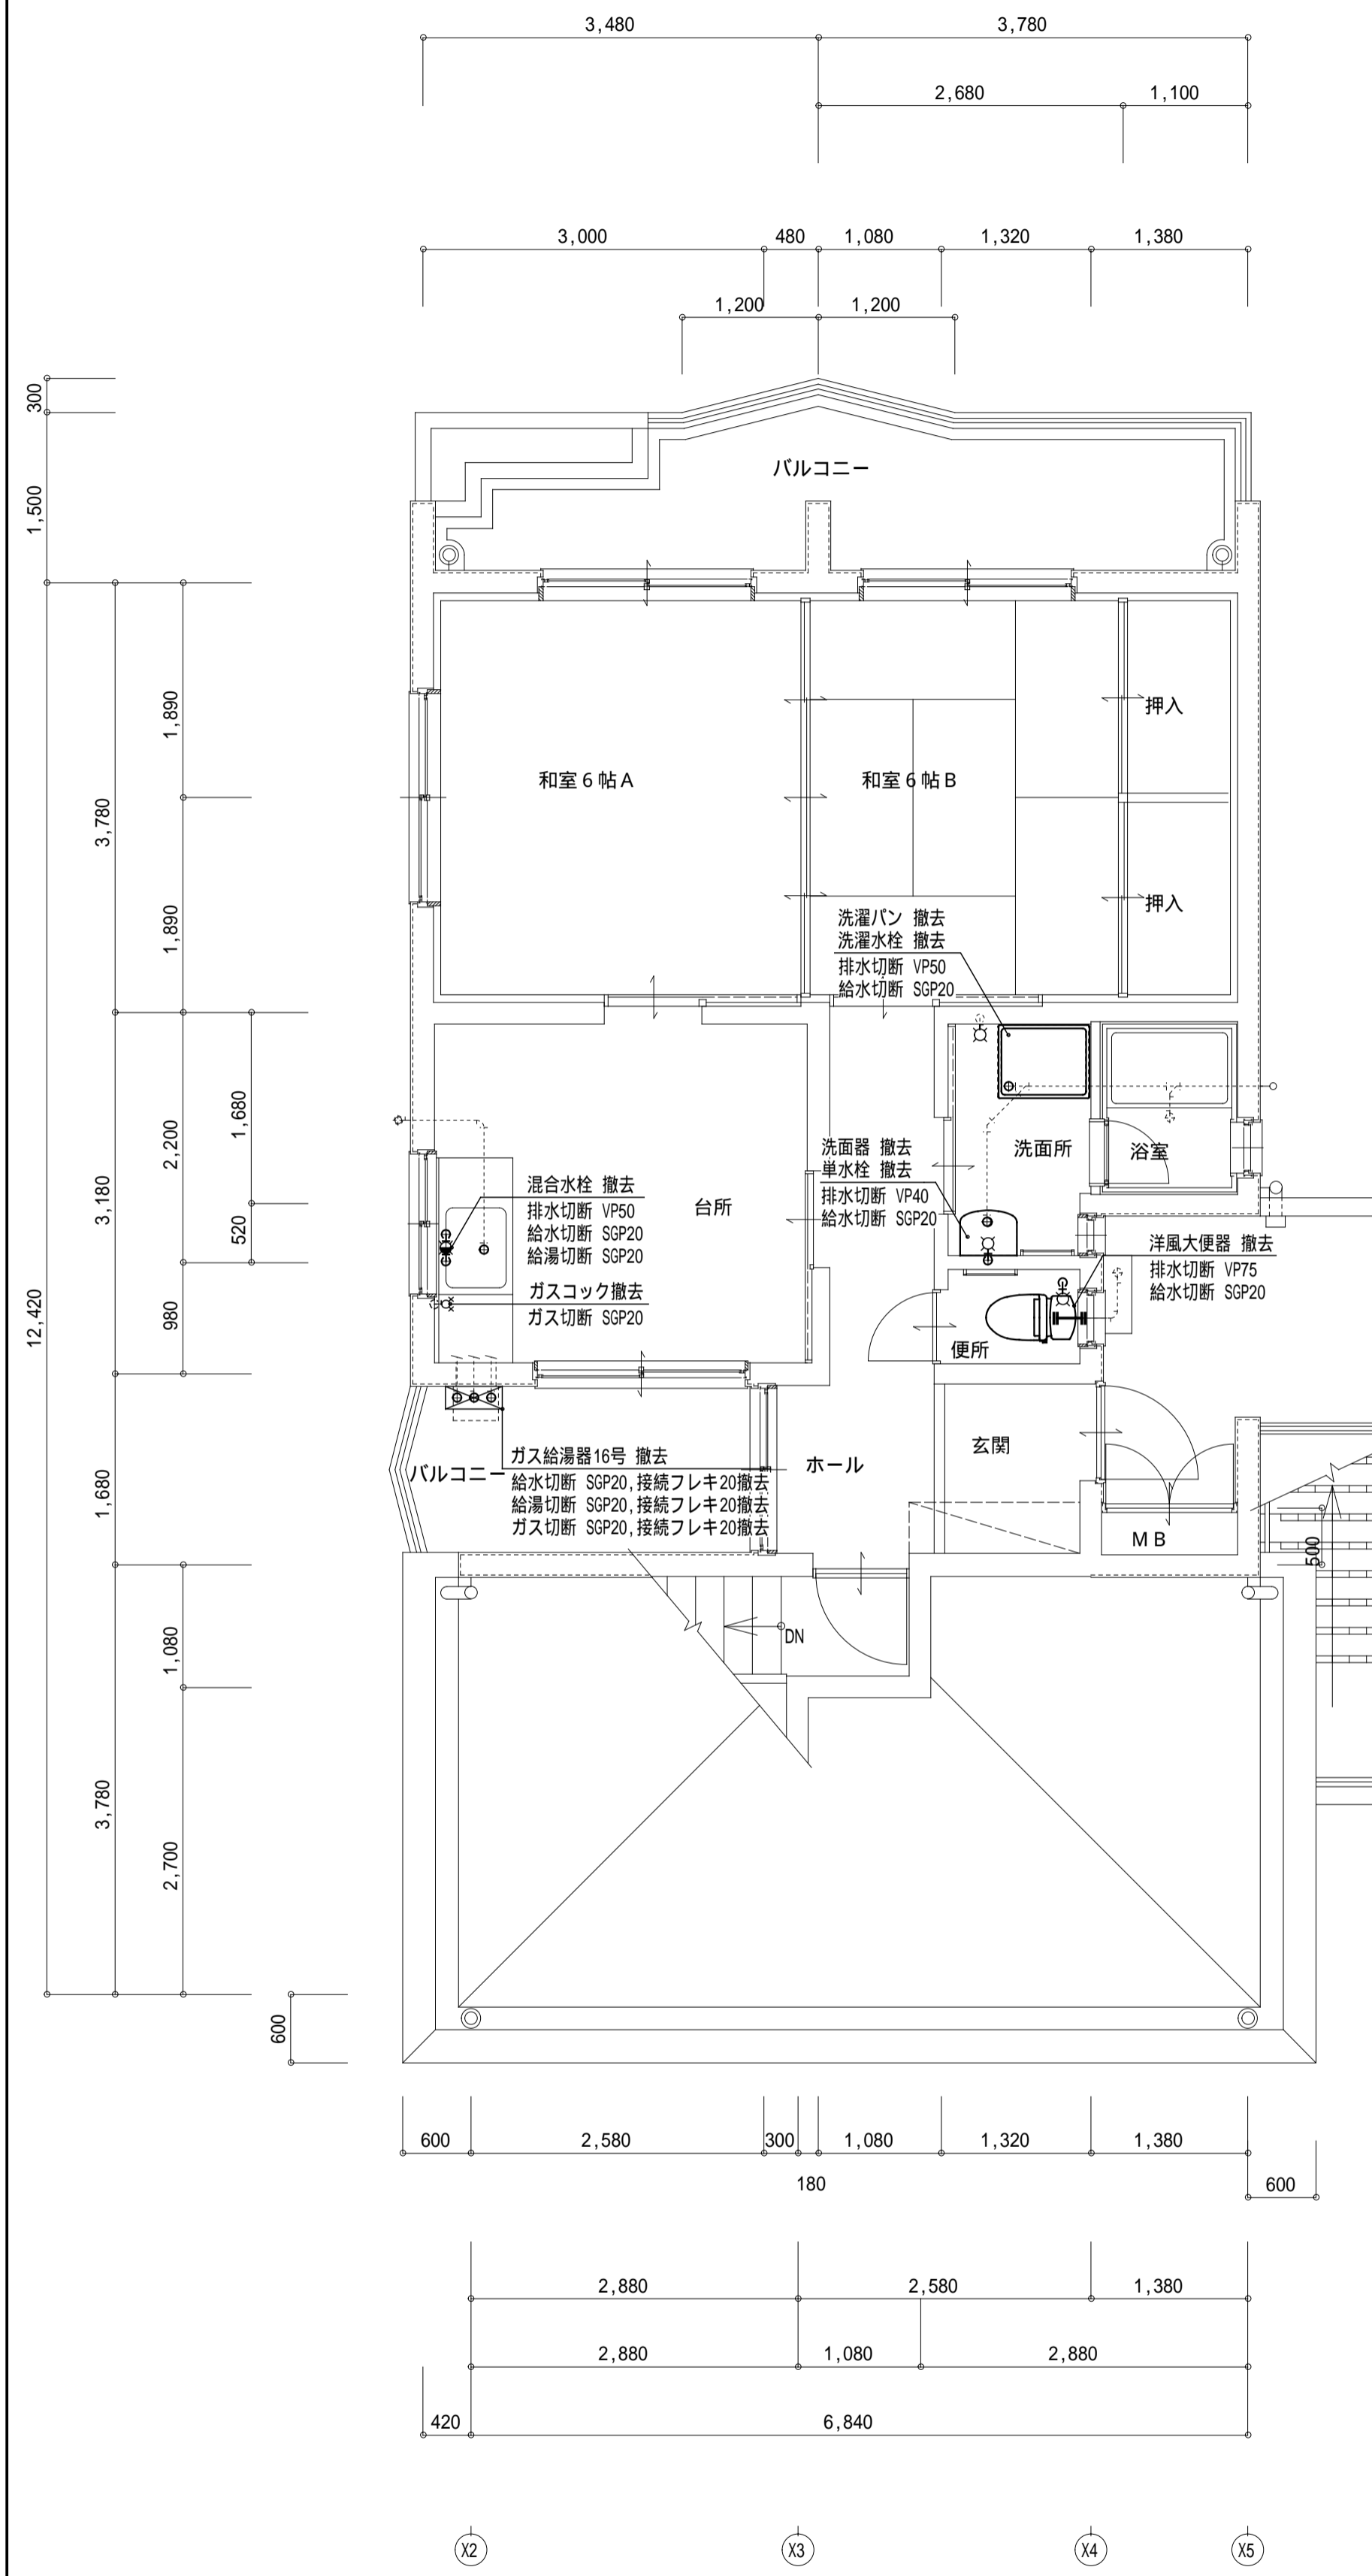 3,480
3,780
2,680
1,100
3,000
480
1,080
1,320
1,380
1,200
1,200
300
1,500
バルコニー
1,890
3,780
1,890
和室6帖A
和室6帖B
押入
押入
洗濯パン 撤去
洗濯水栓 撤去
排水切断 VP50
給水切断 SGP20
1,680
2,200
3,180
520
980
12,420
洗面器 撤去
単水栓 撤去
排水切断 VP40
給水切断 SGP20
洗面所
浴室
混合水栓 撤去
排水切断 VP50
給水切断 SGP20
給湯切断 SGP20
台所
ガスコック撤去
ガス切断 SGP20
洋風大便器 撤去
排水切断 VP75
給水切断 SGP20
便所
玄関
バルコニー
ガス給湯器16号 撤去
給水切断 SGP20,接続フレキ20撤去
給湯切断 SGP20,接続フレキ20撤去
ガス切断 SGP20,接続フレキ20撤去
ホール
MB
1,680
500
DN
1,080
3,780
2,700
600
600
2,580
300
1,080
1,320
1,380
180
600
2,880
2,580
1,380
2,880
1,080
2,880
420
6,840
X2
X3
X4
X5